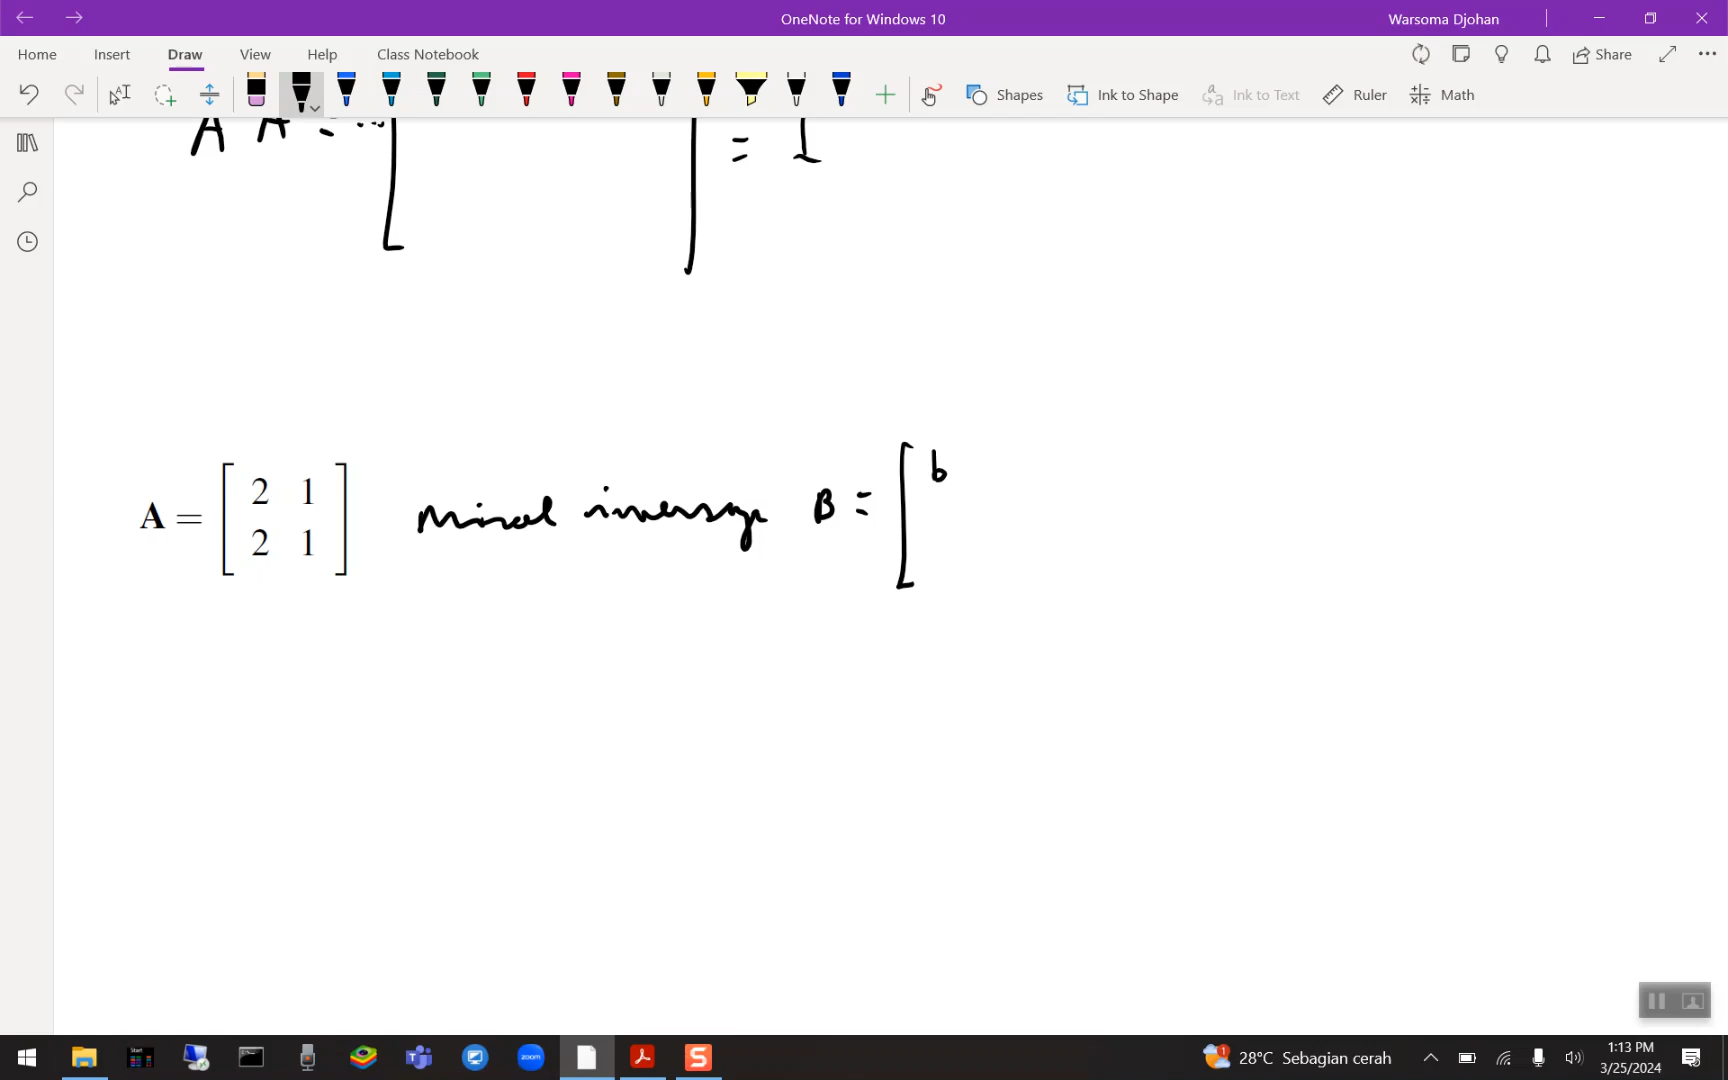 OneNote for Windows 10
Warsoma Djohan
Home Insert Draw View Help Class Notebook
Share
Shapes Ink to Shape Ink to Text Ruler Math
A A = = I
A = [ 2 1 2 1 ] Misal inversnya B = [ b
zoom
28°C Sebagian cerah
1:13 PM
3/25/2024